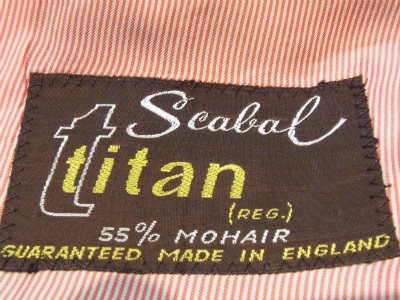 Scabal
titan
(REG.)
55% MOHAIR
GUARANTEED MADE IN ENGLAND